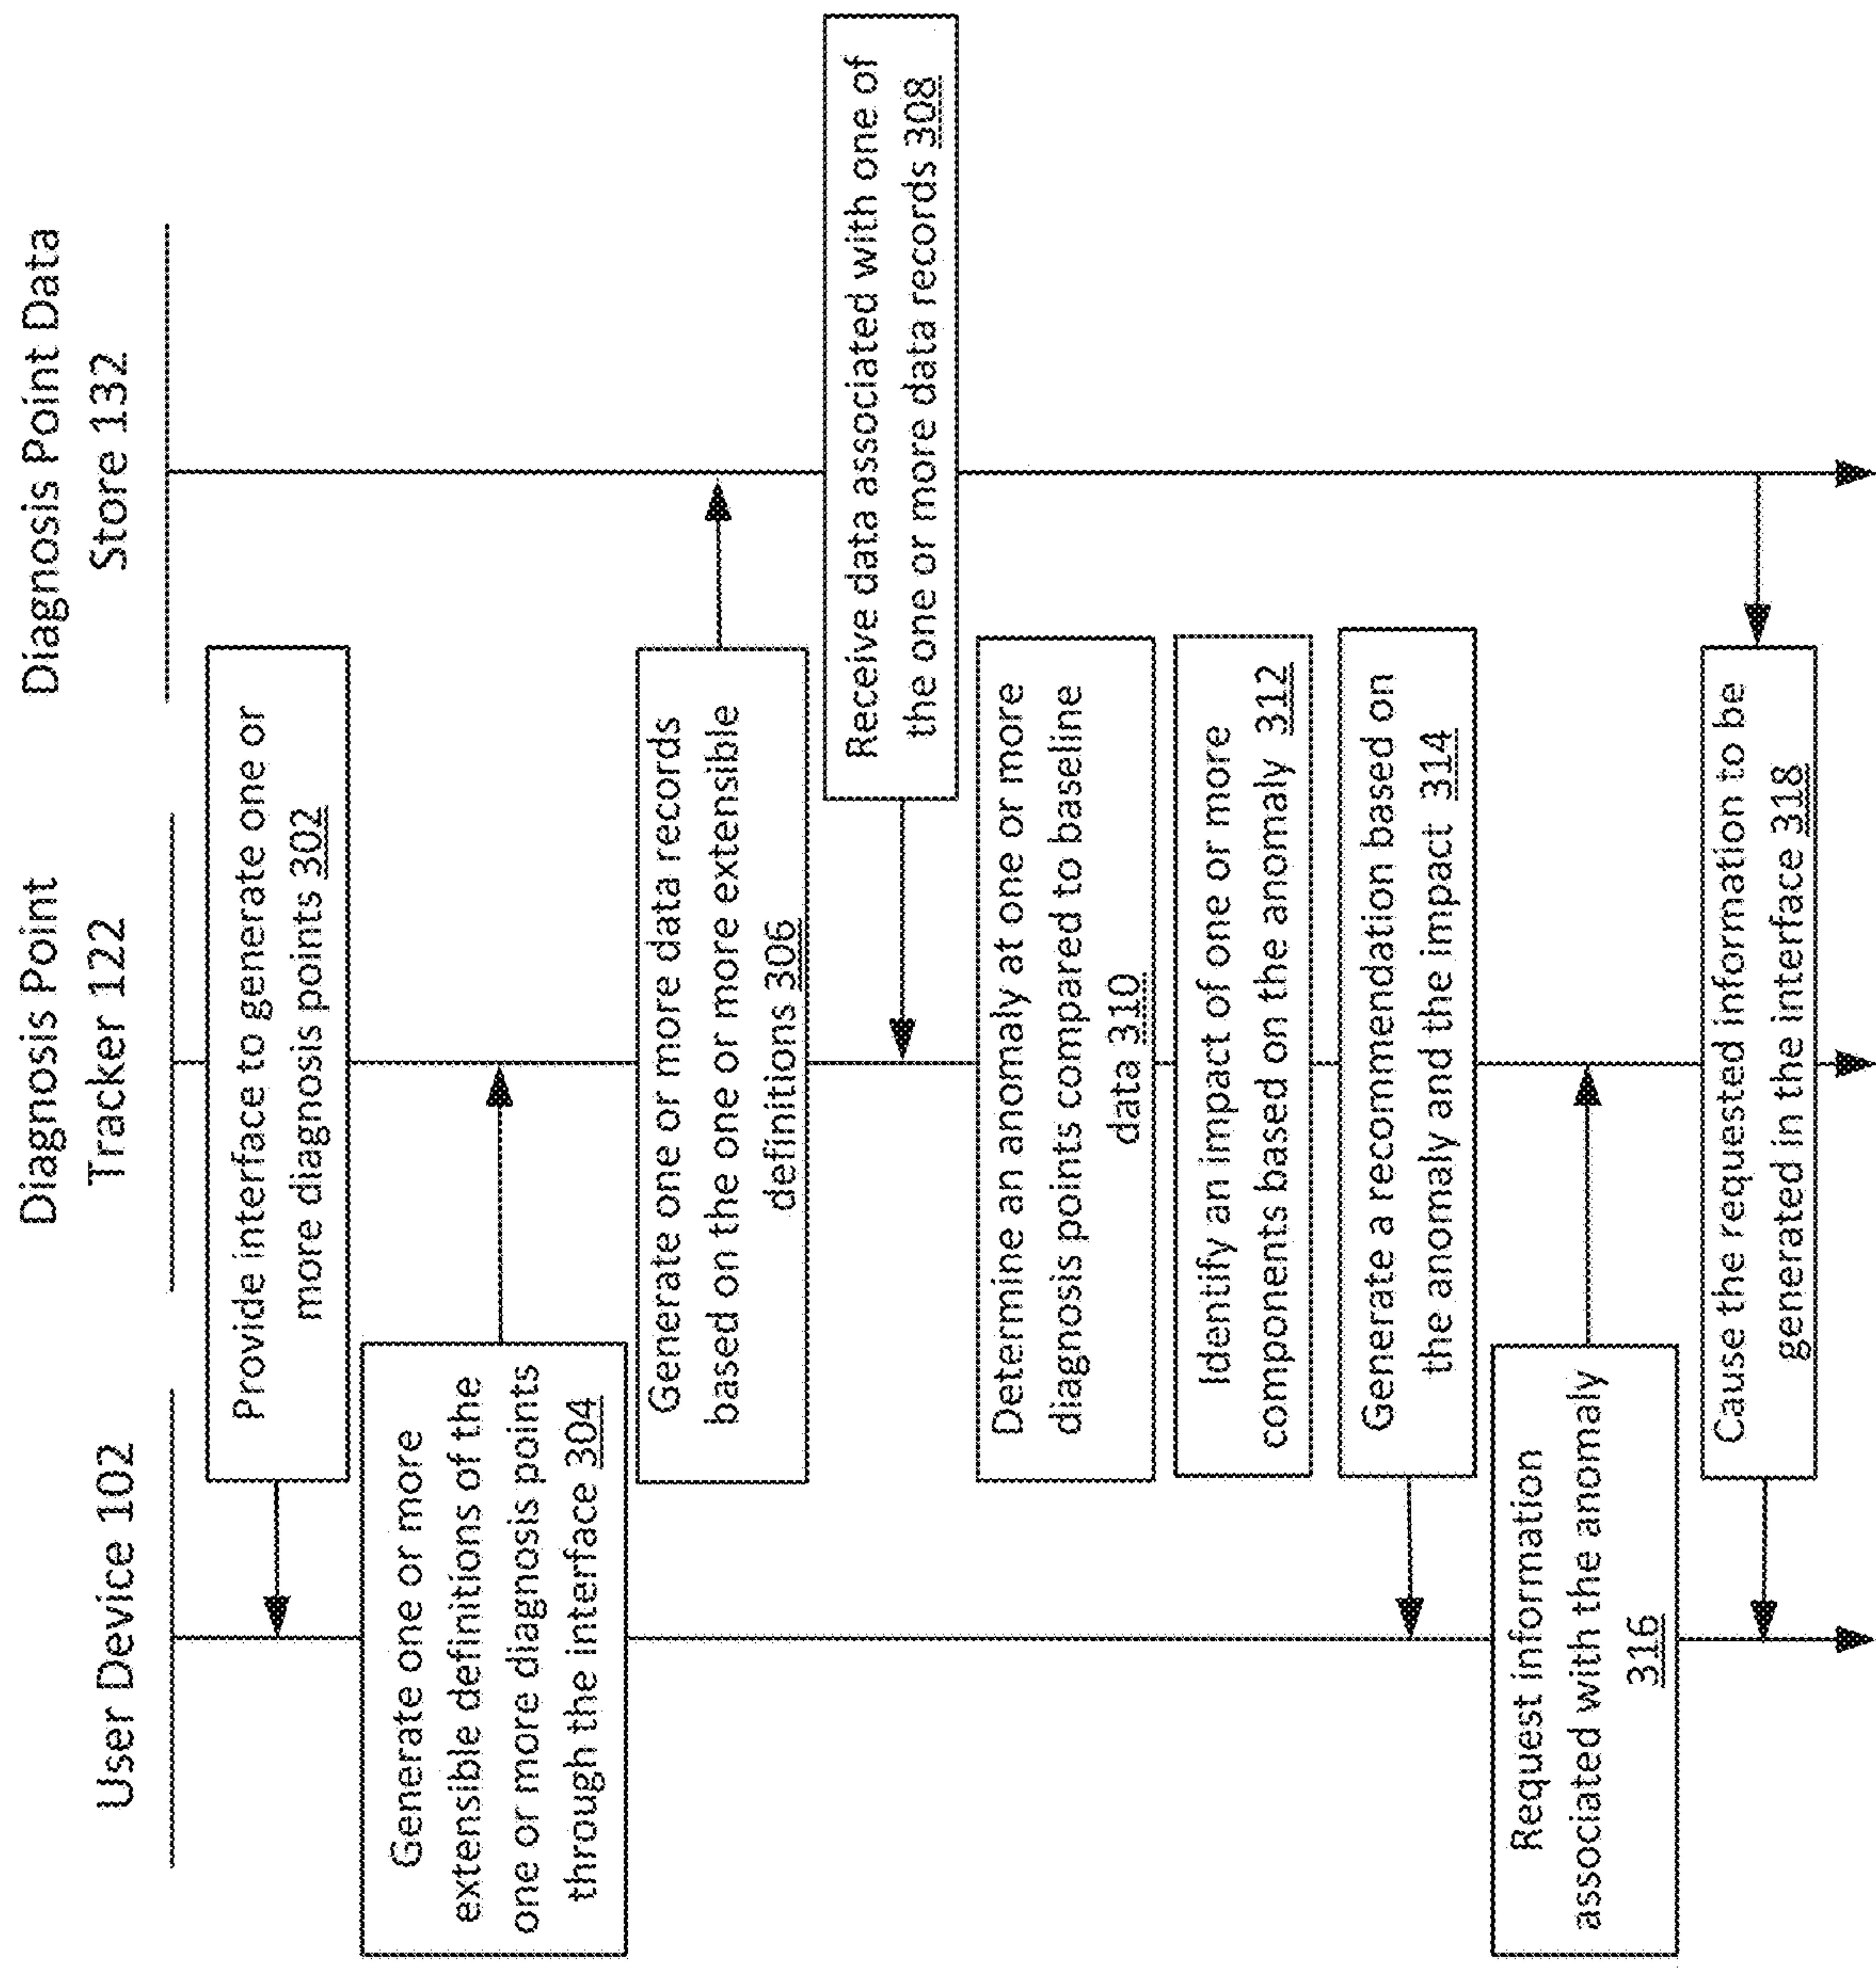 User Device 102
Diagnosis Point
Tracker 122
Diagnosis Point Data
Store 132
Provide interface to generate one or
more diagnosis points 302
Generate one or more
extensible definitions of the
one or more diagnosis points
through the interface 304
Generate one or more data records
based on the one or more extensible
definitions 306
Receive data associated with one of
the one or more data records 308
Determine an anomaly at one or more
diagnosis points compared to baseline
data 310
Identify an impact of one or more
components based on the anomaly 312
Generate a recommendation based on
the anomaly and the impact 314
Request information
associated with the anomaly
316
Cause the requested information to be
generated in the interface 318